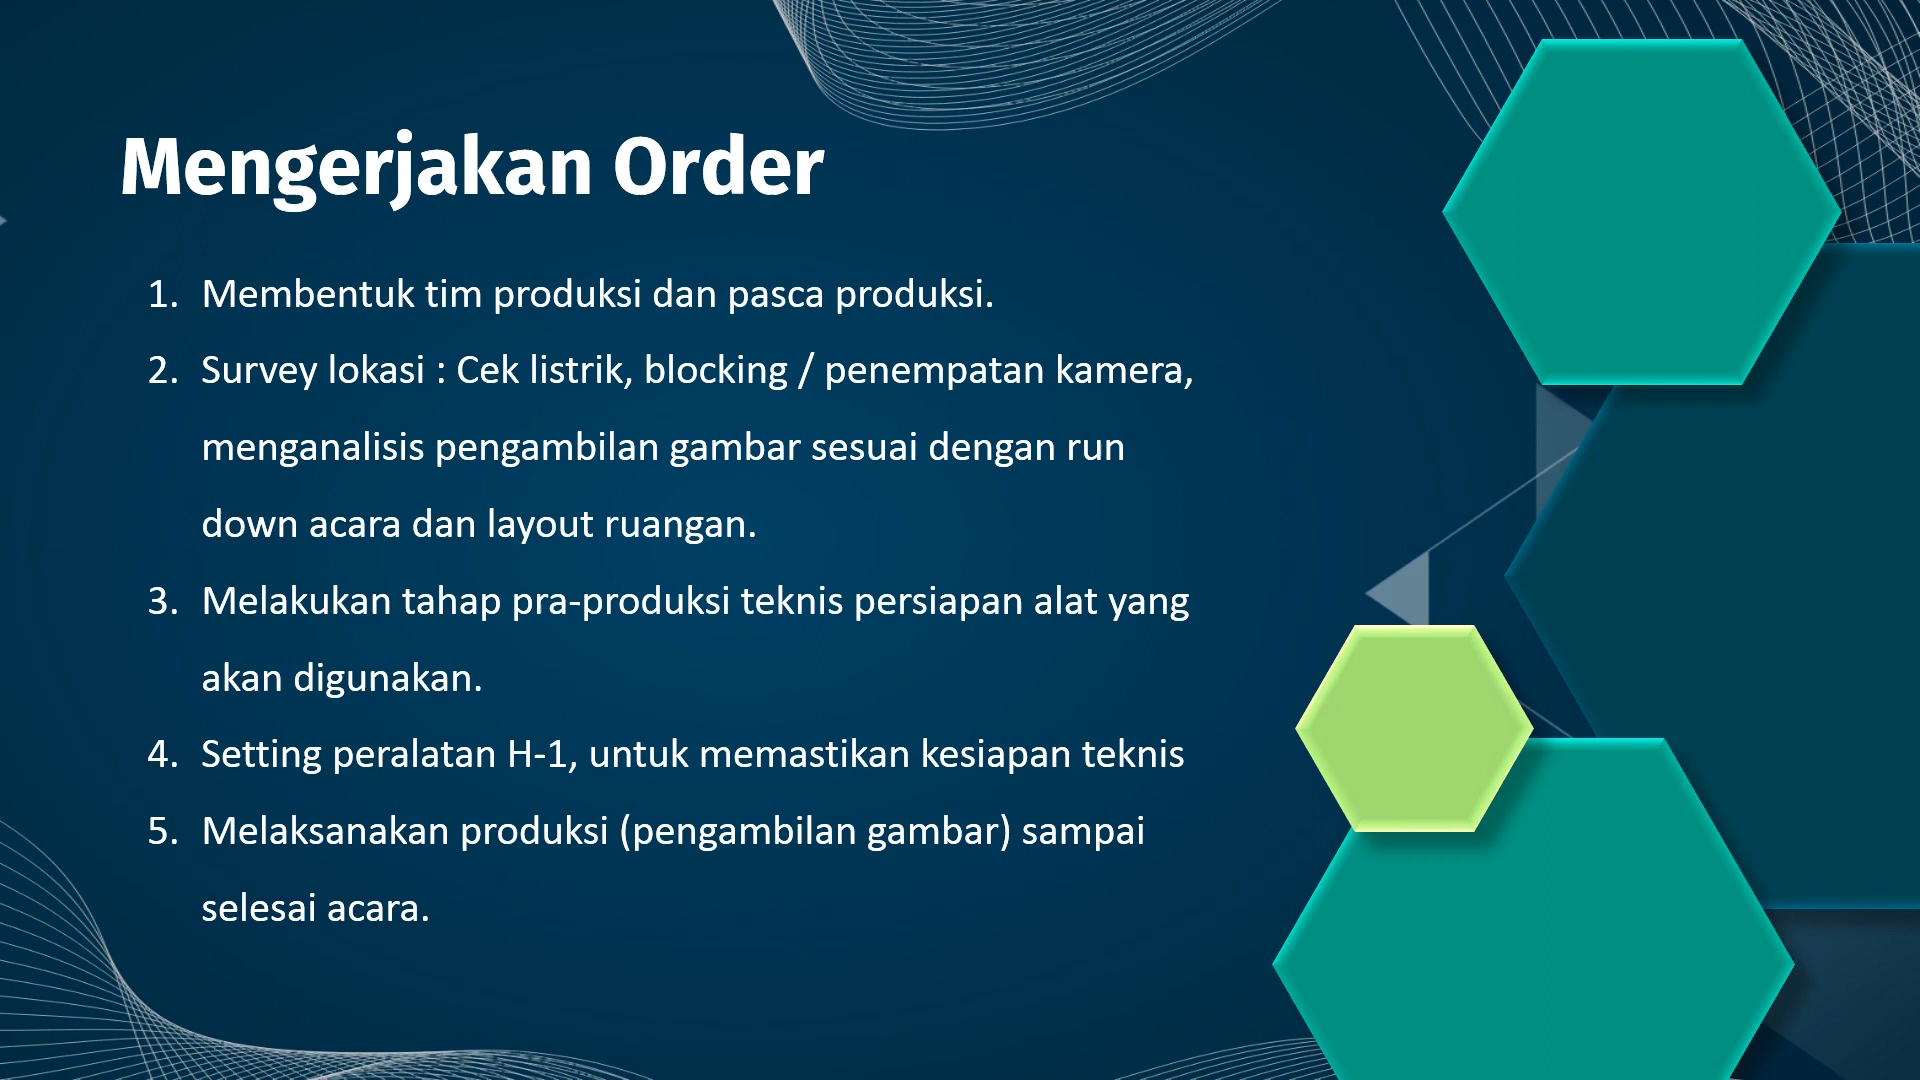 Mengerjakan Order
1. Membentuk tim produksi dan pasca produksi.
2. Survey lokasi : Cek listrik, blocking / penempatan kamera,
menganalisis pengambilan gambar sesuai dengan run
down acara dan layout ruangan.
3. Melakukan tahap pra-produksi teknis persiapan alat yang
akan digunakan.
4. Setting peralatan H-1, untuk memastikan kesiapan teknis
5. Melaksanakan produksi (pengambilan gambar) sampai
selesai acara.